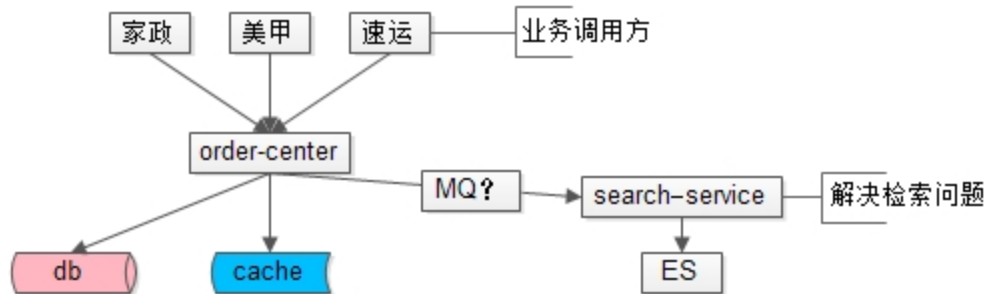 家政
美甲
速运
业务调用方
order-center
MQ?
search-service
解决检索问题
db
cache
ES